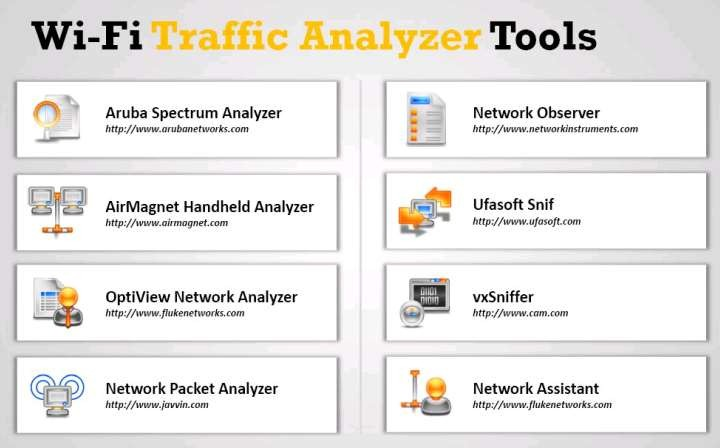 Wi-Fi Traffic Analyzer Tools
Aruba Spectrum Analyzer
http://www.arubanetworks.com
AirMagnet Handheld Analyzer
http://www.airmagnet.com
OptiView Network Analyzer
http://www.flukenetworks.com
Network Packet Analyzer
http://www.javvin.com
Network Observer
http://www.networkinstruments.com
Ufasoft Snif
http://www.ufasoft.com
vxSniffer
http://www.cam.com
Network Assistant
http://www.flukenetworks.com